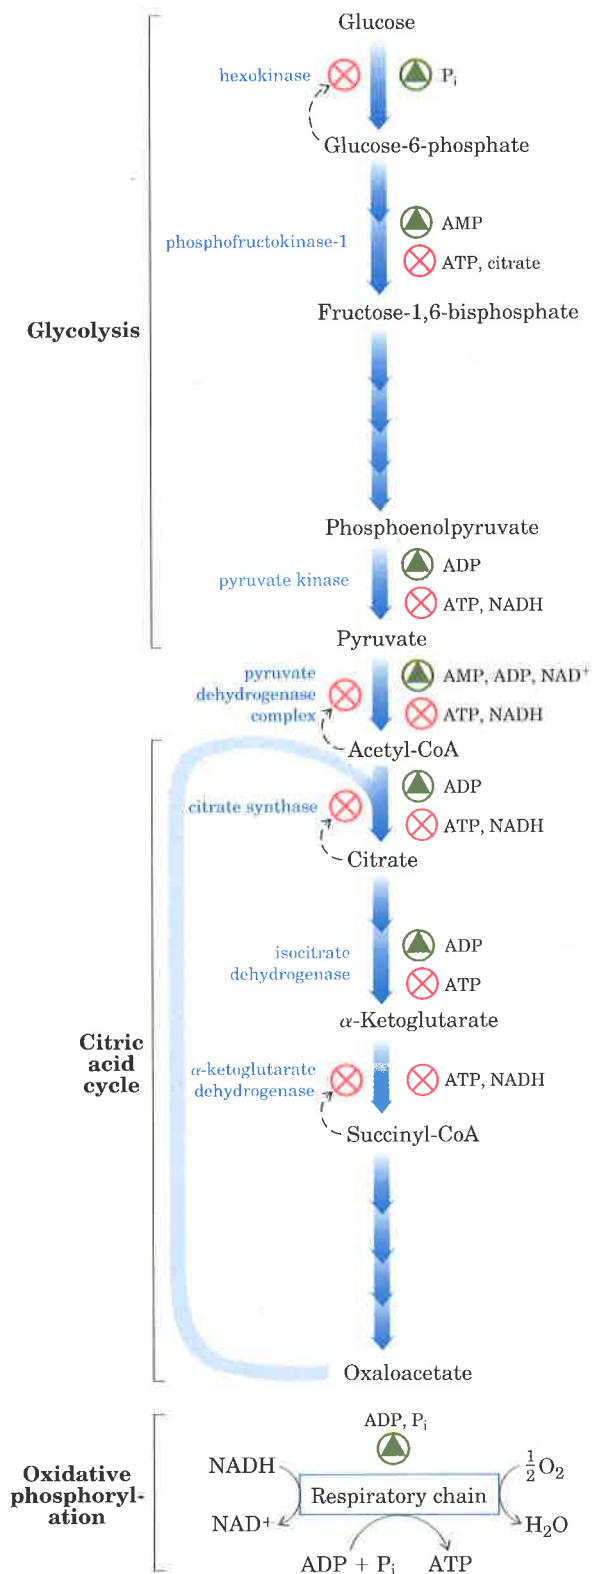 Glucose
hexokinase
Pi
Glucose-6-phosphate
AMP
phosphofructokinase-1
ATP, citrate
Fructose-1,6-bisphosphate
Glycolysis
Phosphoenolpyruvate
ADP
pyruvate kinase
ATP, NADH
Pyruvate
pyruvate
dehydrogenase
complex
AMP, ADP, NAD+
ATP, NADH
Acetyl-CoA
ADP
citrate synthase
ATP, NADH
Citrate
isocitrate
dehydrogenase
ADP
ATP
α-Ketoglutarate
Citric
acid
cycle
α-ketoglutarate
dehydrogenase
ATP, NADH
Succinyl-CoA
Oxaloacetate
Oxidative
phosphoryl-
ation
ADP, Pi
NADH
½O2
Respiratory chain
NAD+
H2O
ADP + Pi
ATP